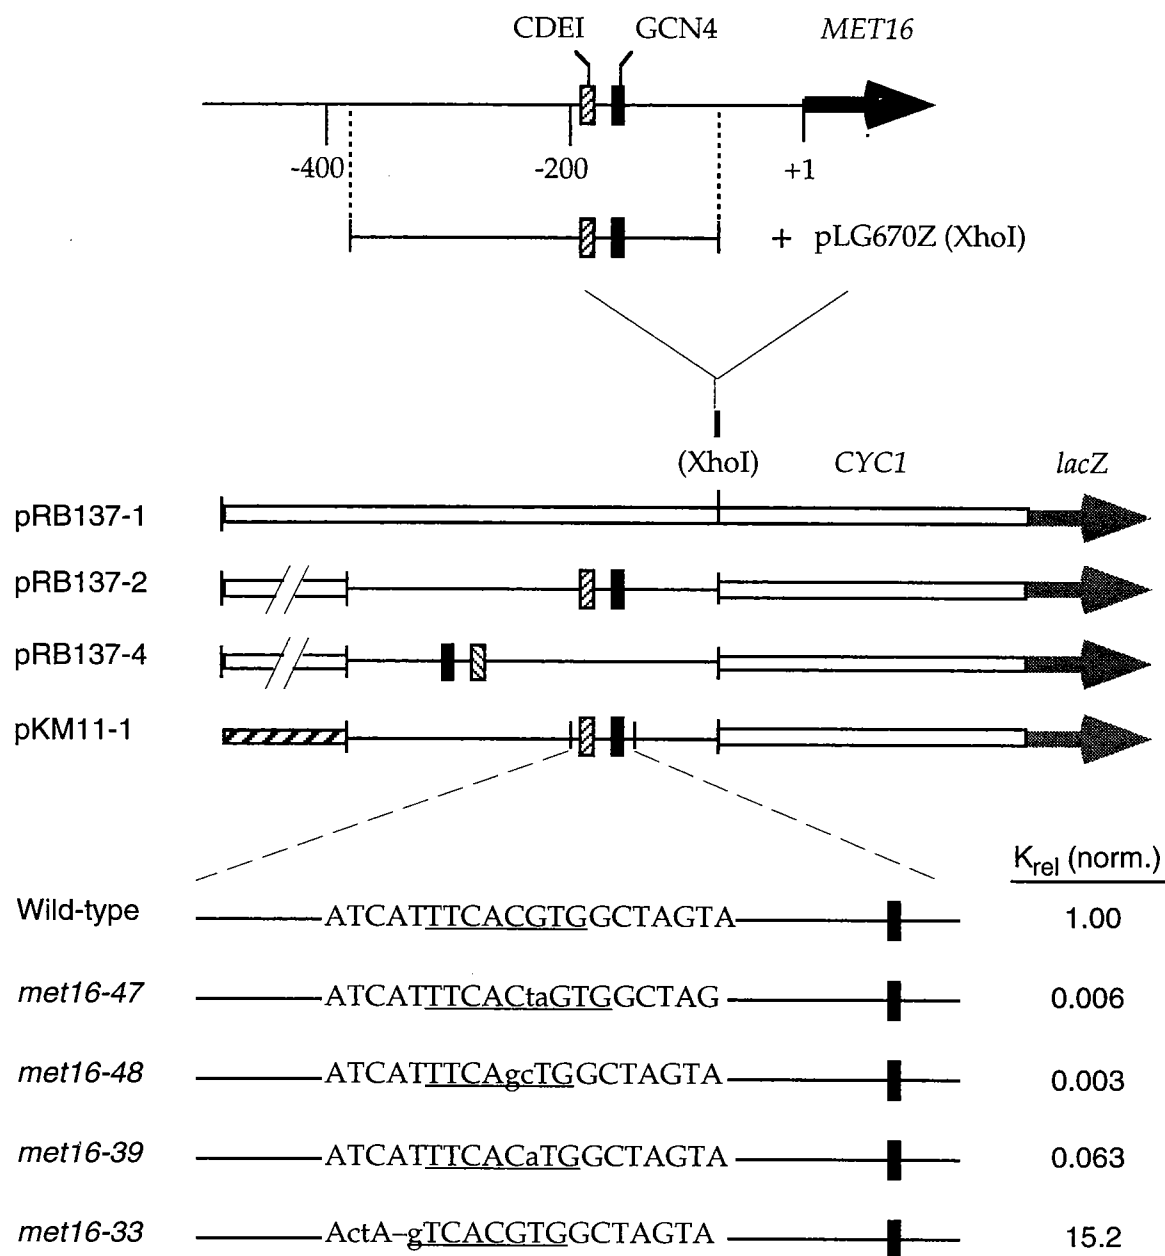 CDEI GCN4 MET16
-400 -200 +1
+ pLG670Z (XhoI)
(XhoI) CYC1 lacZ
pRB137-1
pRB137-2
pRB137-4
pKM11-1
Krel (norm.)
Wild-type ATCATTTCACGTGGCTAGTA 1.00
met16-47 ATCATTTCACtaGTGGCTAG 0.006
met16-48 ATCATTTCAgcTGGCTAGTA 0.003
met16-39 ATCATTTCACaTGGCTAGTA 0.063
met16-33 ActA–gTCACGTGGCTAGTA 15.2